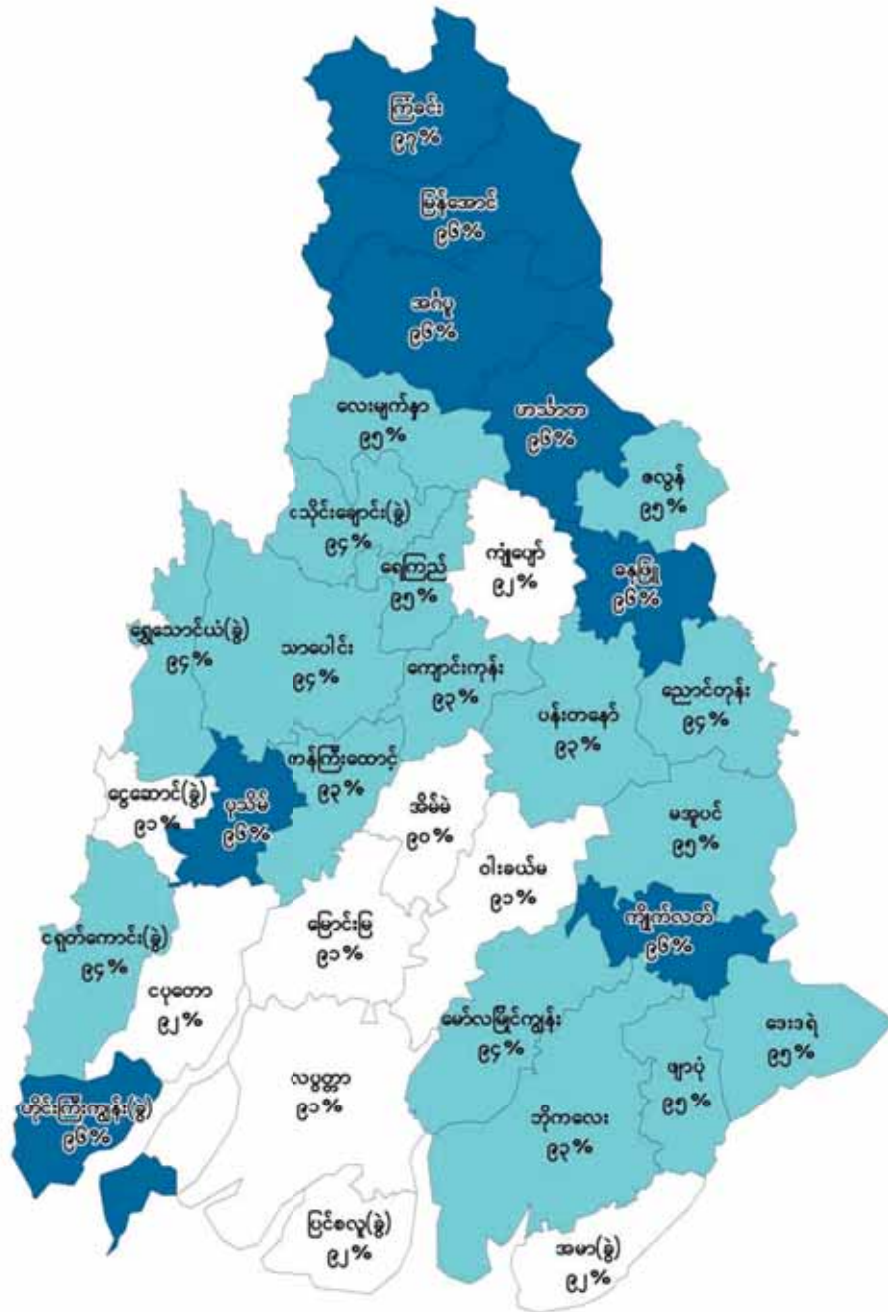 ကြံခင်း
၉၇%
မြန်အောင်
၉၆%
အင်္ဂပူ
၉၆%
လေးမျက်နှာ
၉၅%
ဟင်္သာတ
၉၆%
ဇလွန်
၉၅%
ငသိုင်းချောင်း(ခွဲ)
၉၄%
ရေကြည်
၉၅%
ကျုံပျော်
၉၂%
ဓနုဖြူ
၉၆%
ရွှေသောင်ယံ(ခွဲ)
၉၄%
သာပေါင်း
၉၄%
ကျောင်းကုန်း
၉၃%
ပန်းတနော်
၉၃%
ညောင်တုန်း
၉၄%
ငွေဆောင်(ခွဲ)
၉၁%
ပုသိမ်
၉၆%
ကန်ကြီးထောင့်
၉၃%
အိမ်မဲ
၉၀%
မအူပင်
၉၅%
ဝါးခယ်မ
၉၁%
ကျိုက်လတ်
၉၆%
ငရုတ်ကောင်း(ခွဲ)
၉၄%
မြောင်းမြ
၉၁%
ငပုတော
၉၂%
မော်လမြိုင်ကျွန်း
၉၄%
ဒေးဒရဲ
၉၅%
ဖျာပုံ
၉၅%
လပွတ္တာ
၉၁%
ဟိုင်းကြီးကျွန်း(ခွဲ)
၉၆%
ဘိုကလေး
၉၃%
ပြင်စလူ(ခွဲ)
၉၂%
အမာ(ခွဲ)
၉၂%